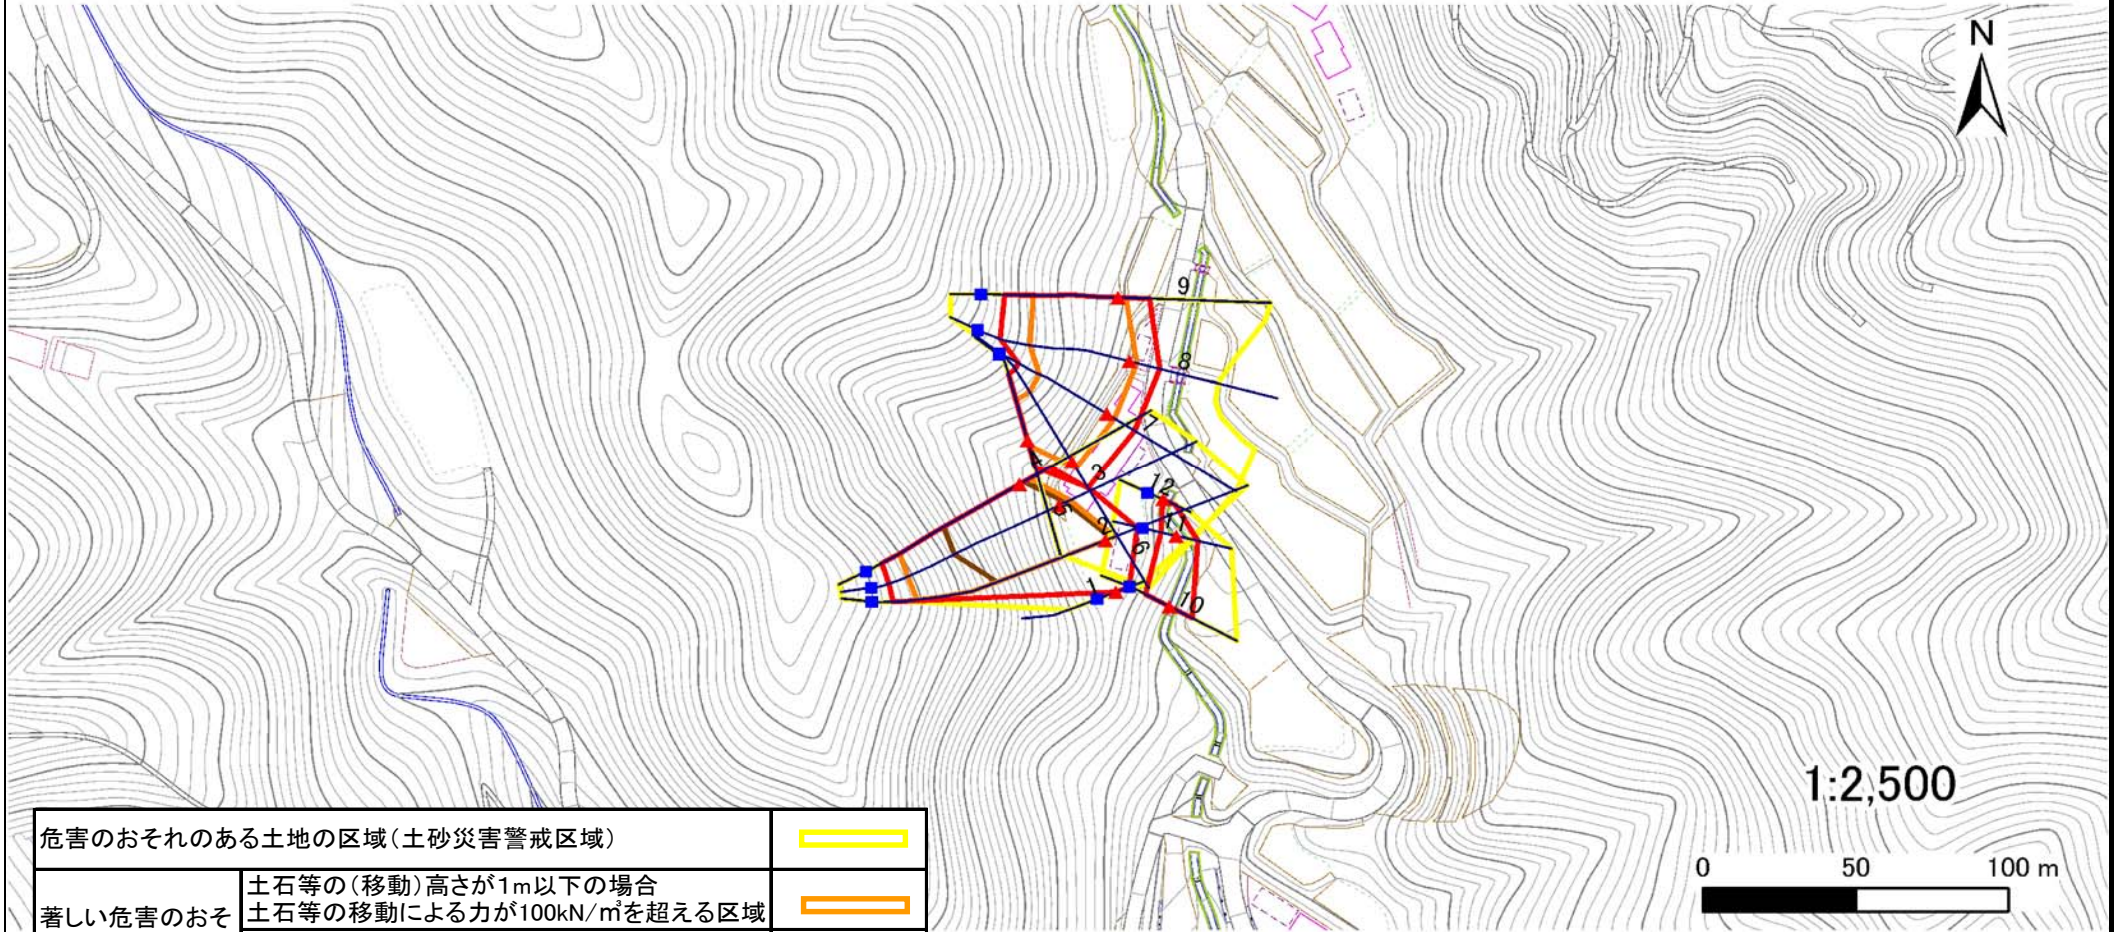 N
9
8
7
3
12
11
5
2
6
1
10
1:2,500
0 50 100 m
危害のおそれのある土地の区域(土砂災害警戒区域)
土石等の(移動)高さが1m以下の場合
土石等の移動による力が100kN/㎥を超える区域
著しい危害のおそ